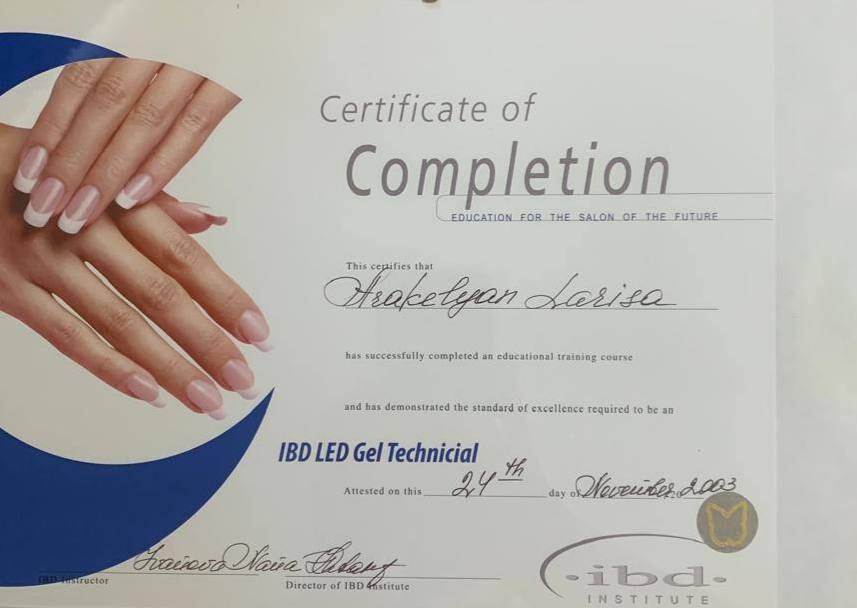 Certificate of
Completion
EDUCATION FOR THE SALON OF THE FUTURE
This certifies that
Arakelyan Larisa
has successfully completed an educational training course
and has demonstrated the standard of excellence required to be an
IBD LED Gel Technicial
Attested on this 24th day of November 2003
IBD Instructor
Director of IBD Institute
ibd
INSTITUTE